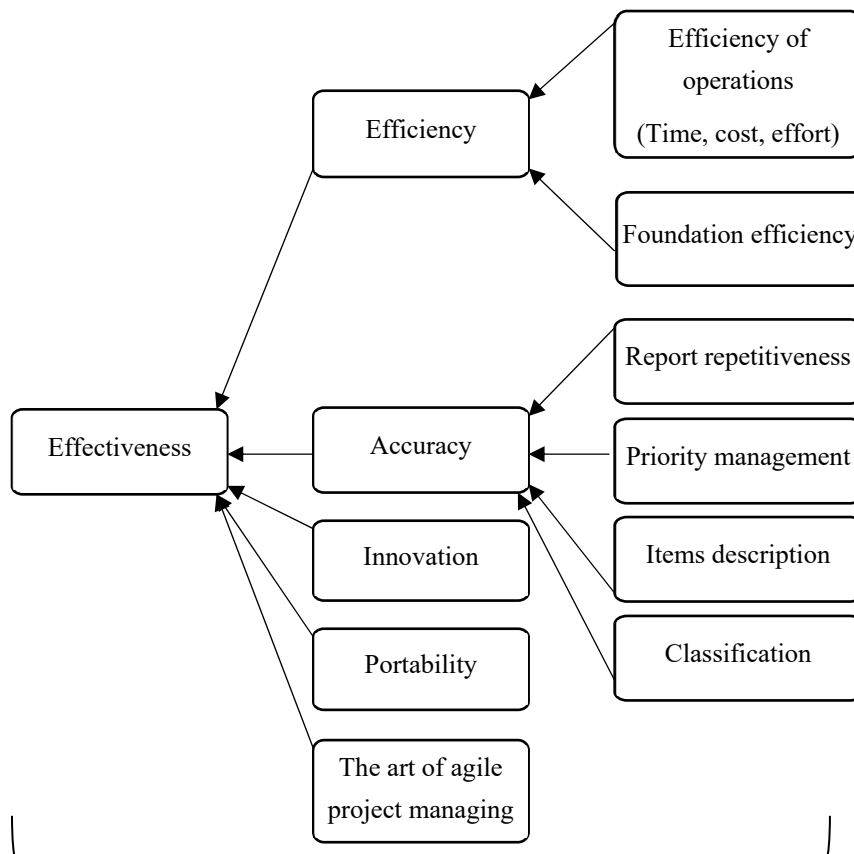 Efficiency of
operations
(Time, cost, effort)
Efficiency
Foundation efficiency
Report repetitiveness
Effectiveness
Accuracy
Priority management
Innovation
Items description
Portability
Classification
The art of agile
project managing